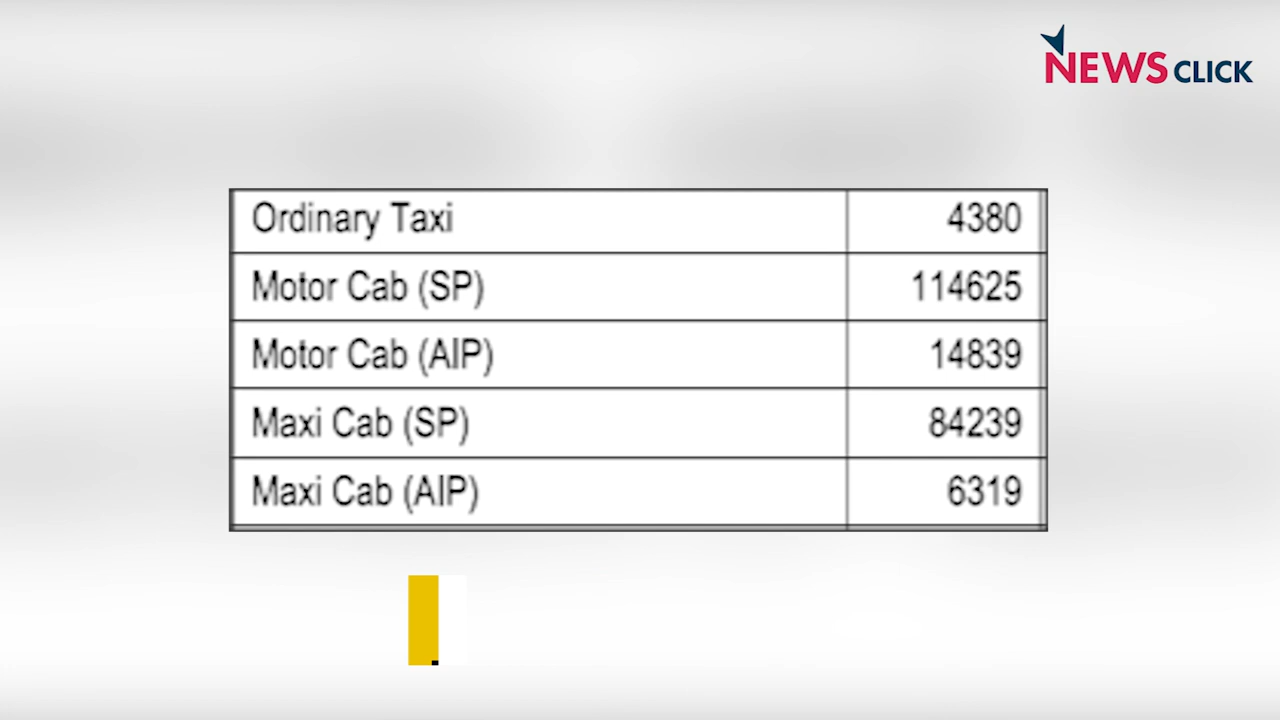 NEWS CLICK
Ordinary Taxi 4380
Motor Cab (SP) 114625
Motor Cab (AIP) 14839
Maxi Cab (SP) 84239
Maxi Cab (AIP) 6319